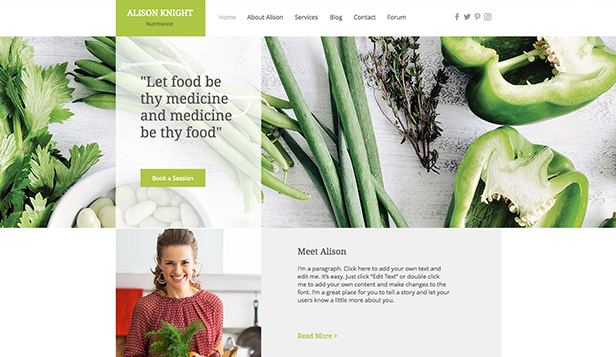 ALISON KNIGHT
Nutritionist
Home About Alison Services Blog Contact Forum
"Let food be
thy medicine
and medicine
be thy food"
Book a Session
Meet Alison
I'm a paragraph. Click here to add your own text and
edit me. It's easy. Just click "Edit Text" or double click
me to add your own content and make changes to the
font. I'm a great place for you to tell a story and let your
users know a little more about you.
Read More >